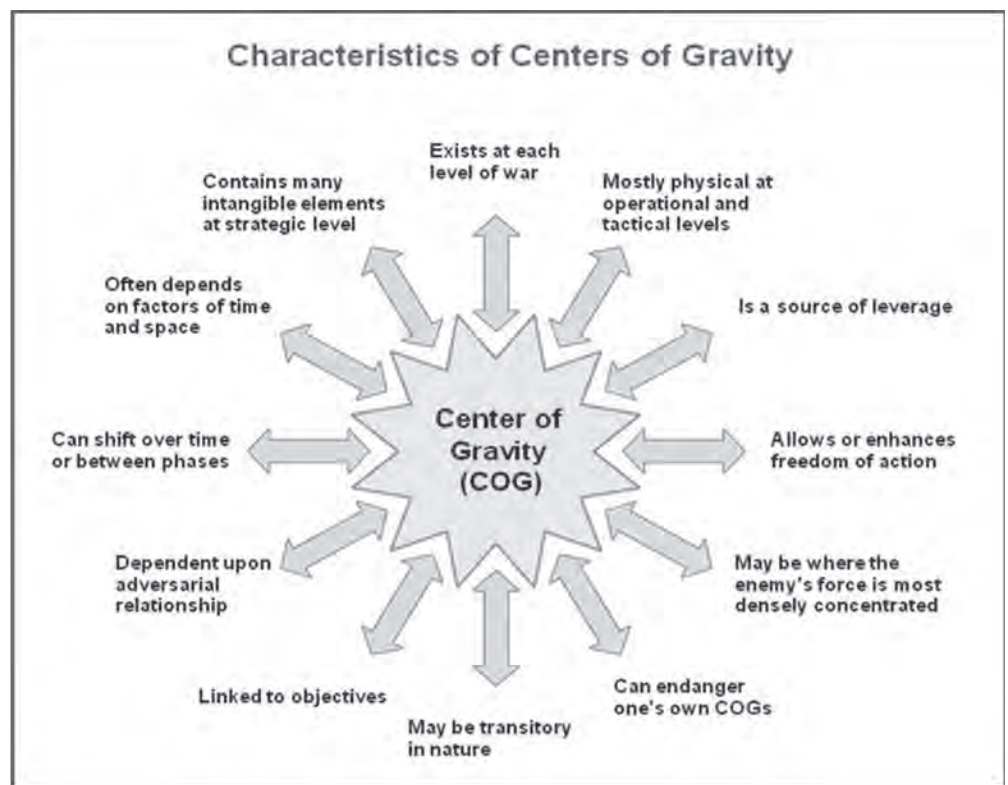 Characteristics of Centers of Gravity
Exists at each
level of war
Mostly physical at
operational and
tactical levels
Is a source of leverage
Allows or enhances
freedom of action
May be where the
enemy's force is most
densely concentrated
Can endanger
one's own COGs
May be transitory
in nature
Linked to objectives
Dependent upon
adversarial
relationship
Can shift over time
or between phases
Often depends
on factors of time
and space
Contains many
intangible elements
at strategic level
Center of
Gravity
(COG)